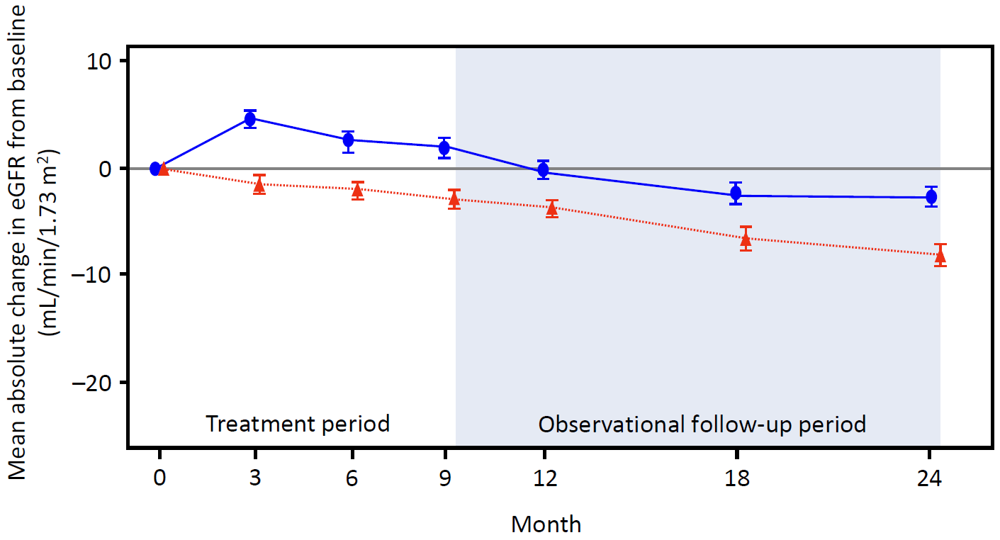 Mean absolute change in eGFR from baseline
(mL/min/1.73 m²)
10
0
–10
–20
Treatment period
Observational follow-up period
0 3 6 9 12 18 24
Month